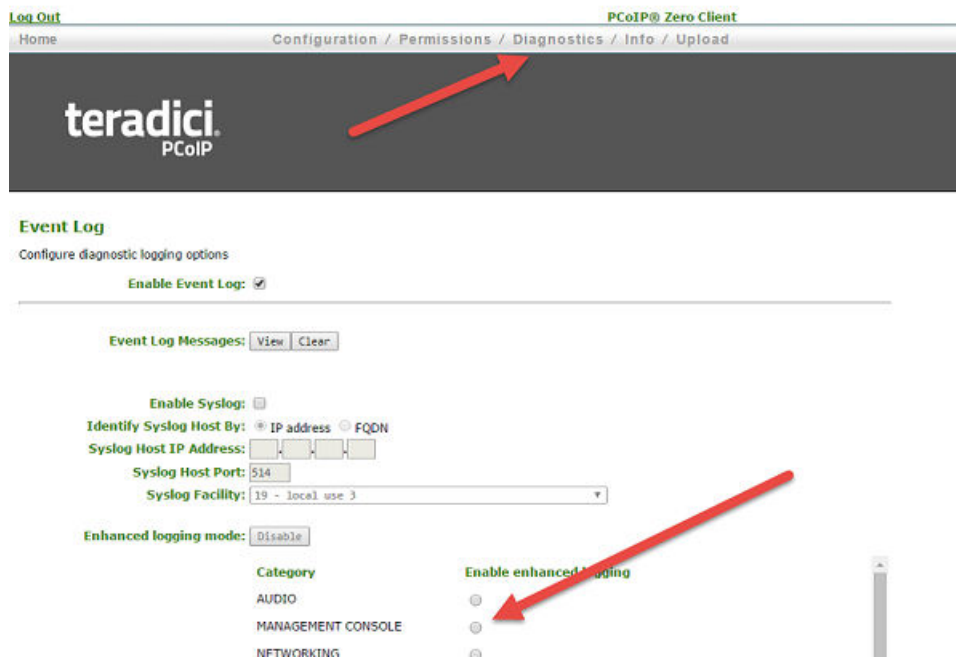 Log Out PCoIP® Zero Client
Home Configuration / Permissions / Diagnostics / Info / Upload
teradici.
PCoIP
Event Log
Configure diagnostic logging options
Enable Event Log:
Event Log Messages: View Clear
Enable Syslog:
Identify Syslog Host By: IP address FQDN
Syslog Host IP Address: . . .
Syslog Host Port: 514
Syslog Facility: 19 - local use 3
Enhanced logging mode: Disable
Category Enable enhanced logging
AUDIO
MANAGEMENT CONSOLE
NETWORKING